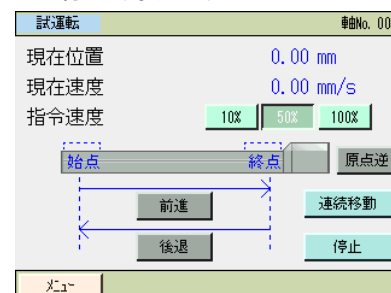 試運転 軸No. 00
現在位置 0.00 mm
現在速度 0.00 mm/s
指令速度 10% 50% 100%
始点 終点 原点逆
前進 連続移動
後退 停止
メニュー